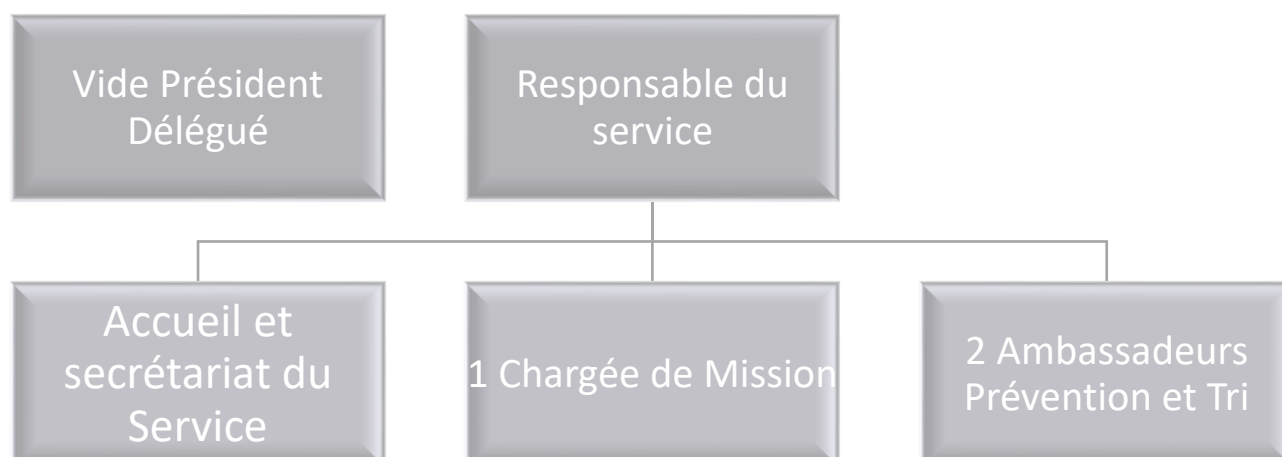 Vide Président
Délégué
Responsable du
service
Accueil et
secrétariat du
Service
1 Chargée de Mission
2 Ambassadeurs
Prévention et Tri